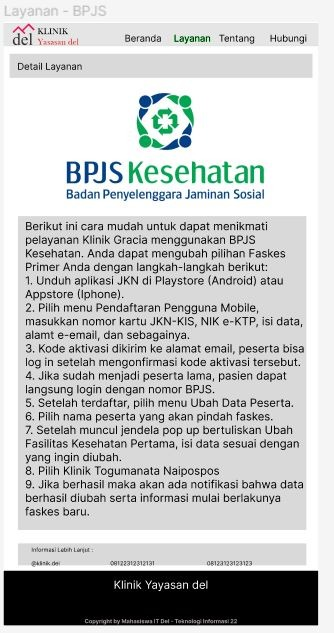 Layanan - BPJS
KLINIK
del Yasasan del
Beranda Layanan Tentang Hubungi
Detail Layanan
BPJS Kesehatan
Badan Penyelenggara Jaminan Sosial
Berikut ini cara mudah untuk dapat menikmati
pelayanan Klinik Gracia menggunakan BPJS
Kesehatan. Anda dapat mengubah pilihan Faskes
Primer Anda dengan langkah-langkah berikut:
1. Unduh aplikasi JKN di Playstore (Android) atau
Appstore (Iphone).
2. Pilih menu Pendaftaran Pengguna Mobile,
masukkan nomor kartu JKN-KIS, NIK e-KTP, isi data,
alamt e-email, dan sebagainya.
3. Kode aktivasi dikirim ke alamat email, peserta bisa
log in setelah mengonfirmasi kode aktivasi tersebut.
4. Jika sudah menjadi peserta lama, pasien dapat
langsung login dengan nomor BPJS.
5. Setelah terdaftar, pilih menu Ubah Data Peserta.
6. Pilih nama peserta yang akan pindah faskes.
7. Setelah muncul jendela pop up bertuliskan Ubah
Fasilitas Kesehatan Pertama, isi data sesuai dengan
yang ingin diubah.
8. Pilih Klinik Togumanata Naipospos
9. Jika berhasil maka akan ada notifikasi bahwa data
berhasil diubah serta informasi mulai berlakunya
faskes baru.
Informasi Lebih Lanjut :
@klinik.dei 08122312312131 08123123123123
Klinik Yayasan del
Copyright by Mahasiswa IT Del - Teknologi Informasi 22